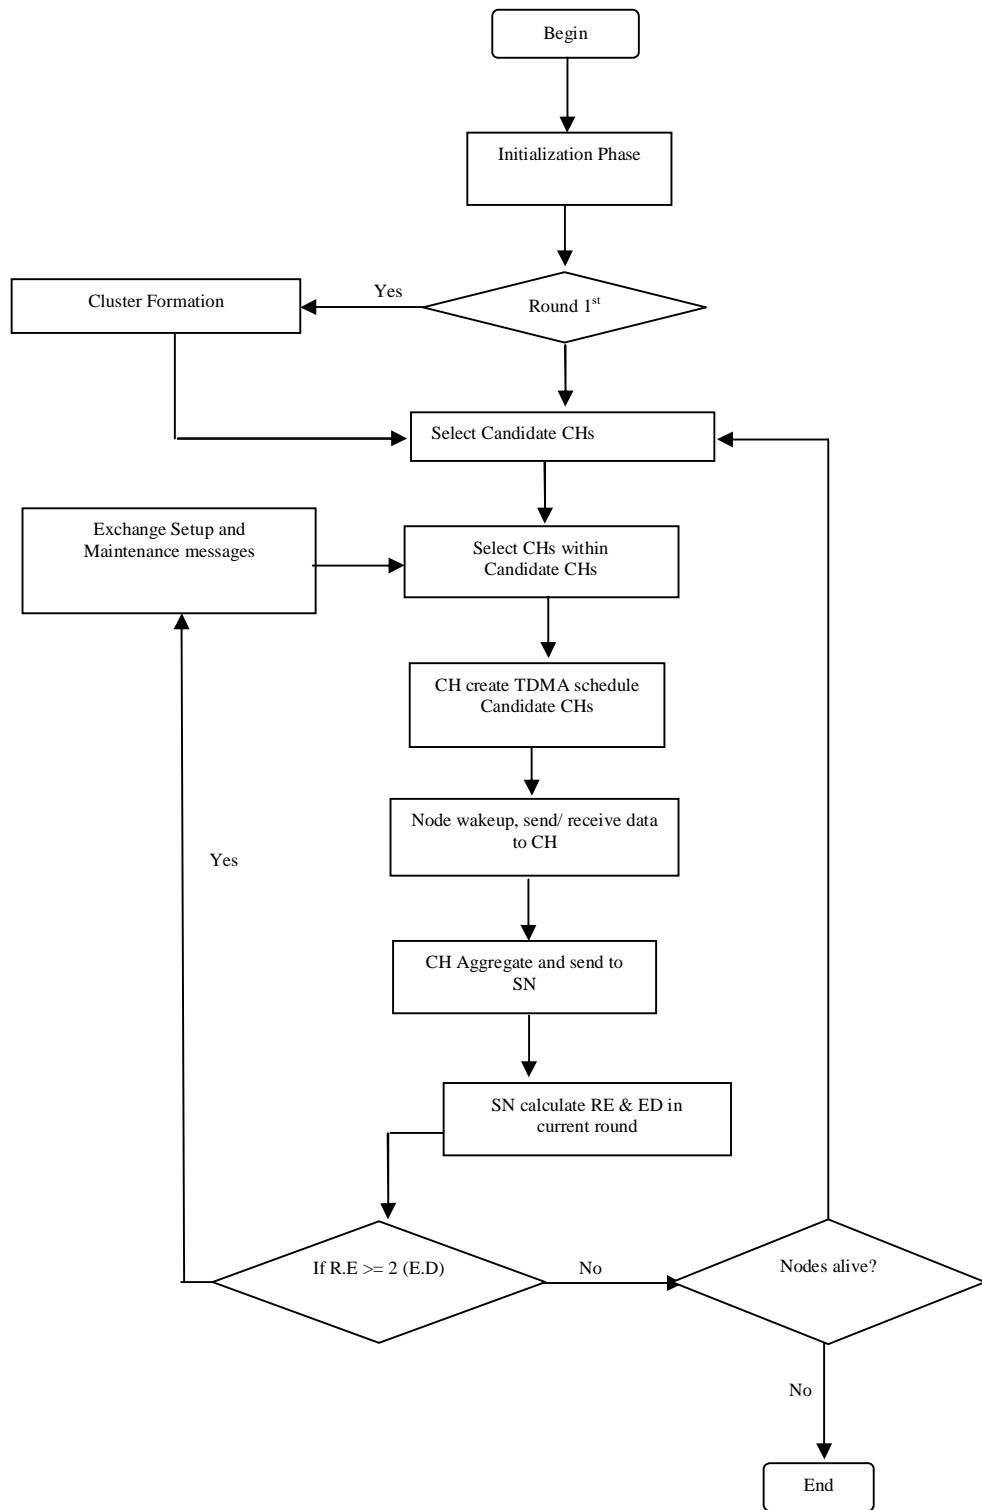 Begin
Initialization Phase
Yes
Cluster Formation
Round 1st
Select Candidate CHs
Exchange Setup and
Maintenance messages
Select CHs within
Candidate CHs
CH create TDMA schedule
Candidate CHs
Node wakeup, send/ receive data
to CH
Yes
CH Aggregate and send to
SN
SN calculate RE & ED in
current round
If R.E >= 2 (E.D)
No
Nodes alive?
No
End